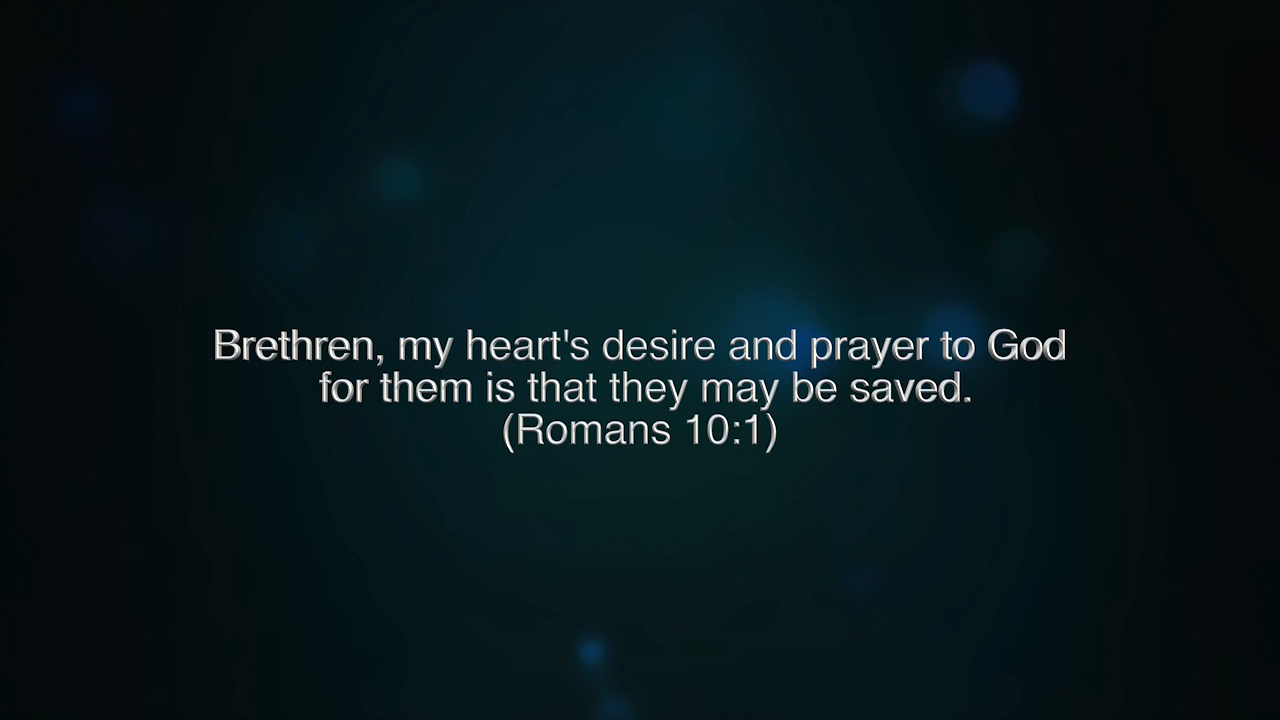 Brethren, my heart's desire and prayer to God
for them is that they may be saved.
(Romans 10:1)